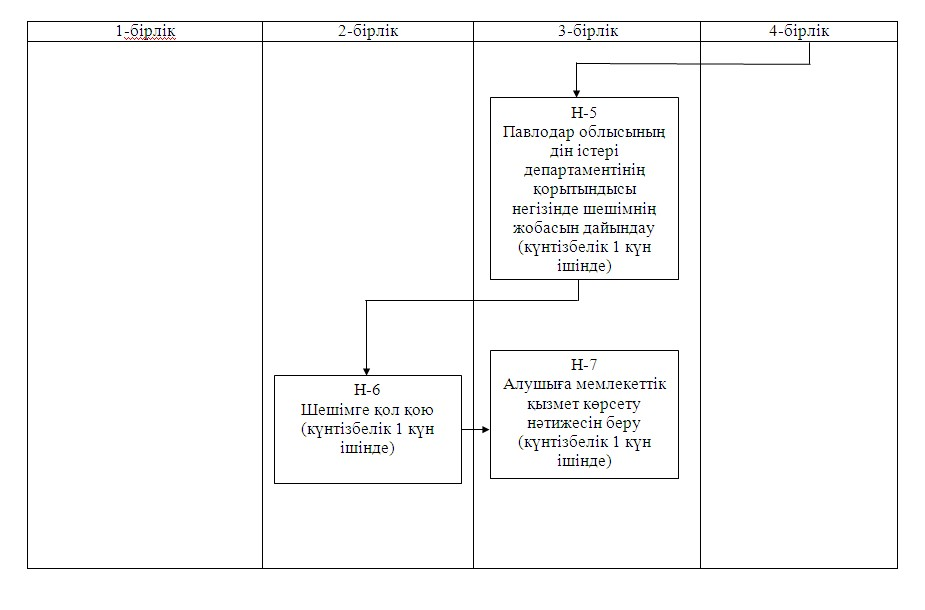 1-бірлік
2-бірлік
3-бірлік
4-бірлік
Н-5
Павлодар облысының
дін істері
департаментінің
қорытындысы
негізінде шешімнің
жобасын дайындау
(күнтізбелік 1 күн
ішінде)
Н-6
Шешімге қол қою
(күнтізбелік 1 күн
ішінде)
Н-7
Алушыға мемлекеттік
қызмет көрсету
нәтижесін беру
(күнтізбелік 1 күн
ішінде)